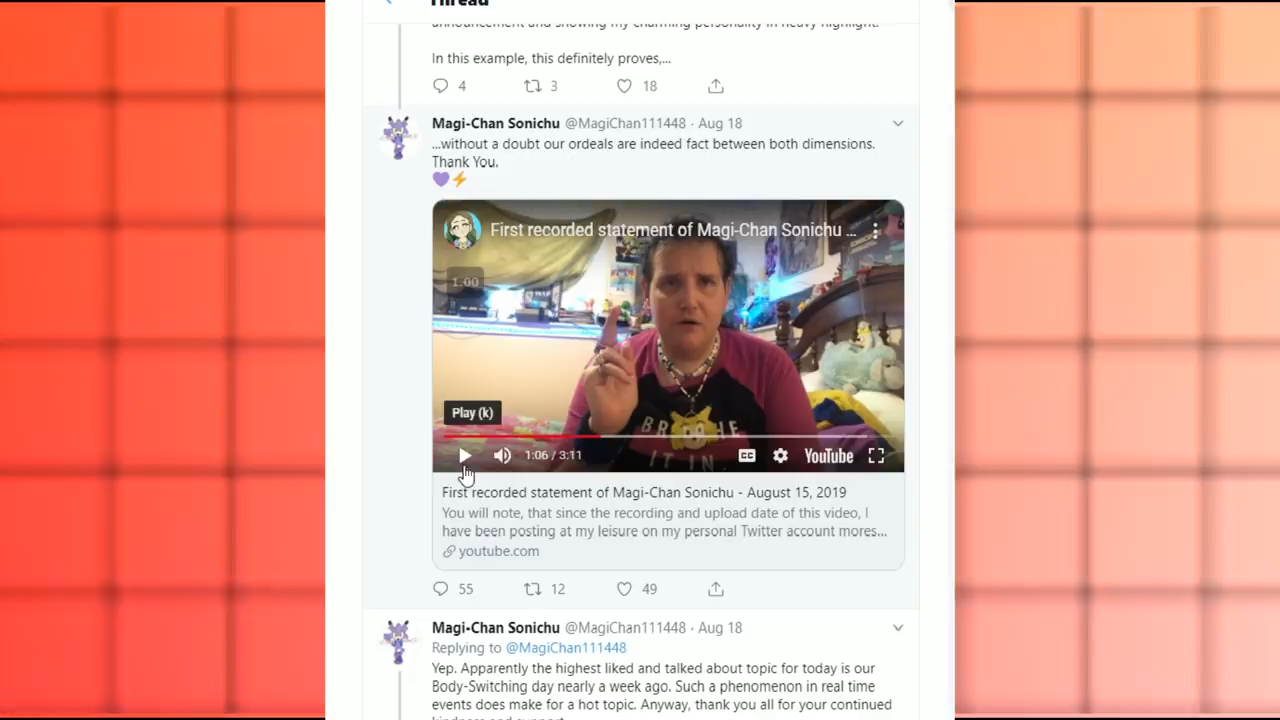 Thread
announcement and showing my charming personality in heavy highlight.
In this example, this definitely proves,...
4 3 18
Magi-Chan Sonichu @MagiChan111448 · Aug 18
...without a doubt our ordeals are indeed fact between both dimensions.
Thank You.
First recorded statement of Magi-Chan Sonichu ...
1.00
BR
IT IN
Play (k)
1:06 / 3:11
CC
YouTube
First recorded statement of Magi-Chan Sonichu - August 15, 2019
You will note, that since the recording and upload date of this video, I
have been posting at my leisure on my personal Twitter account mores...
youtube.com
55 12 49
Magi-Chan Sonichu @MagiChan111448 · Aug 18
Replying to @MagiChan111448
Yep. Apparently the highest liked and talked about topic for today is our
Body-Switching day nearly a week ago. Such a phenomenon in real time
events does make for a hot topic. Anyway, thank you all for your continued
kindness and support.